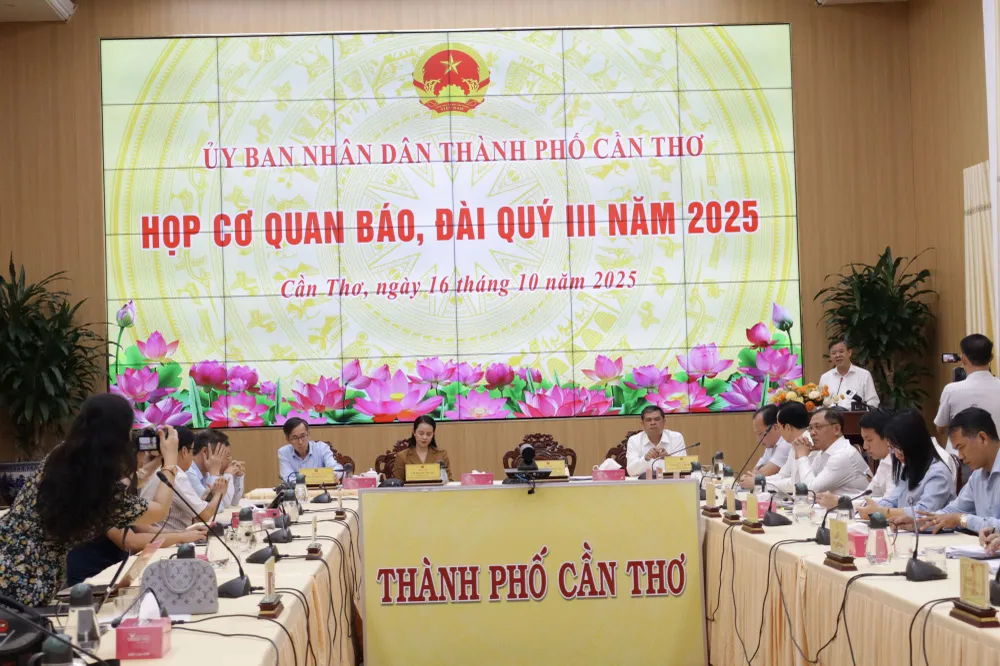 ỦY BAN NHÂN DÂN THÀNH PHỐ CẦN THƠ
HỌP CƠ QUAN BÁO, ĐÀI QUÝ III NĂM 2025
Cần Thơ, ngày 16 tháng 10 năm 2025
THÀNH PHỐ CẦN THƠ